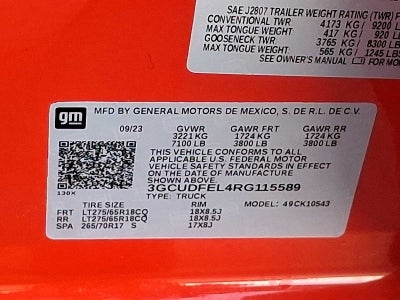 SAE J2807 TRAILER WEIGHT RATING (TWR)
CONVENTIONAL TWR: 4173 KG / 9200
MAX TONGUE WEIGHT: 417 KG / 920
GOOSENECK TWR: 3765 KG / 8300
MAX TONGUE WEIGHT: 565 KG / 1245 LBS
SEE OWNER'S MANUAL FOR
gm
MFD BY GENERAL MOTORS DE MEXICO, S. DE R.L. DE C.V.
09/23 GVWR GAWR FRT GAWR RR
3221 KG 1724 KG 1724 KG
7100 LB 3800 LB 3800 LB
THIS VEHICLE CONFORMS TO ALL
APPLICABLE U.S. FEDERAL MOTOR
VEHICLE SAFETY STANDARDS IN EFFECT ON
THE DATE OF MANUFACTURE SHOWN ABOVE.
3GCUDFEL4RG115589
130X TYPE: TRUCK MODEL: 49CK10543
TIRE SIZE RIM
FRT LT275/65R18CQ 18X8.5J
RR LT275/65R18CQ 18X8.5J
SPA 265/70R17 S 17X8J